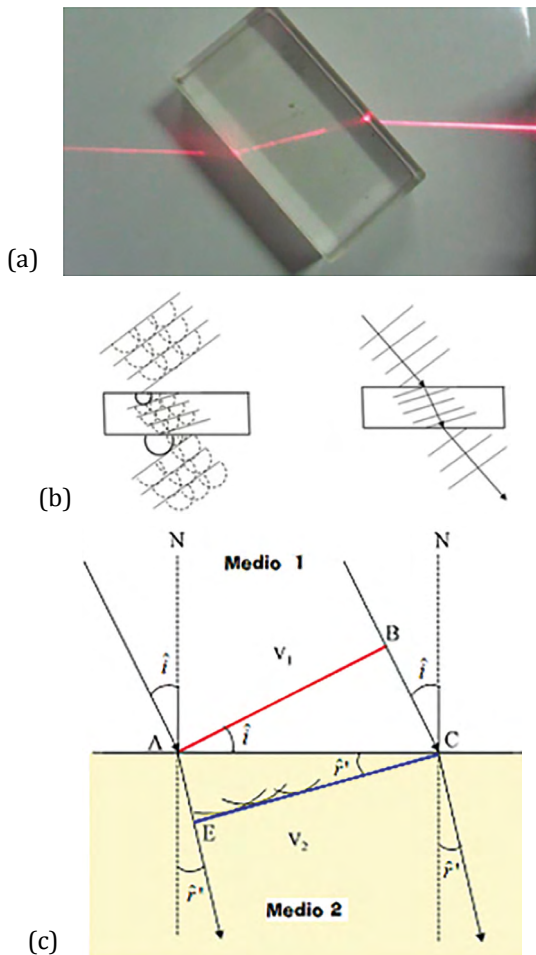 (a)
(b)
N N
Medio 1
B
î V₁ î
î
A C
r̂'
E
V₂
r̂' r̂'
Medio 2
(c)